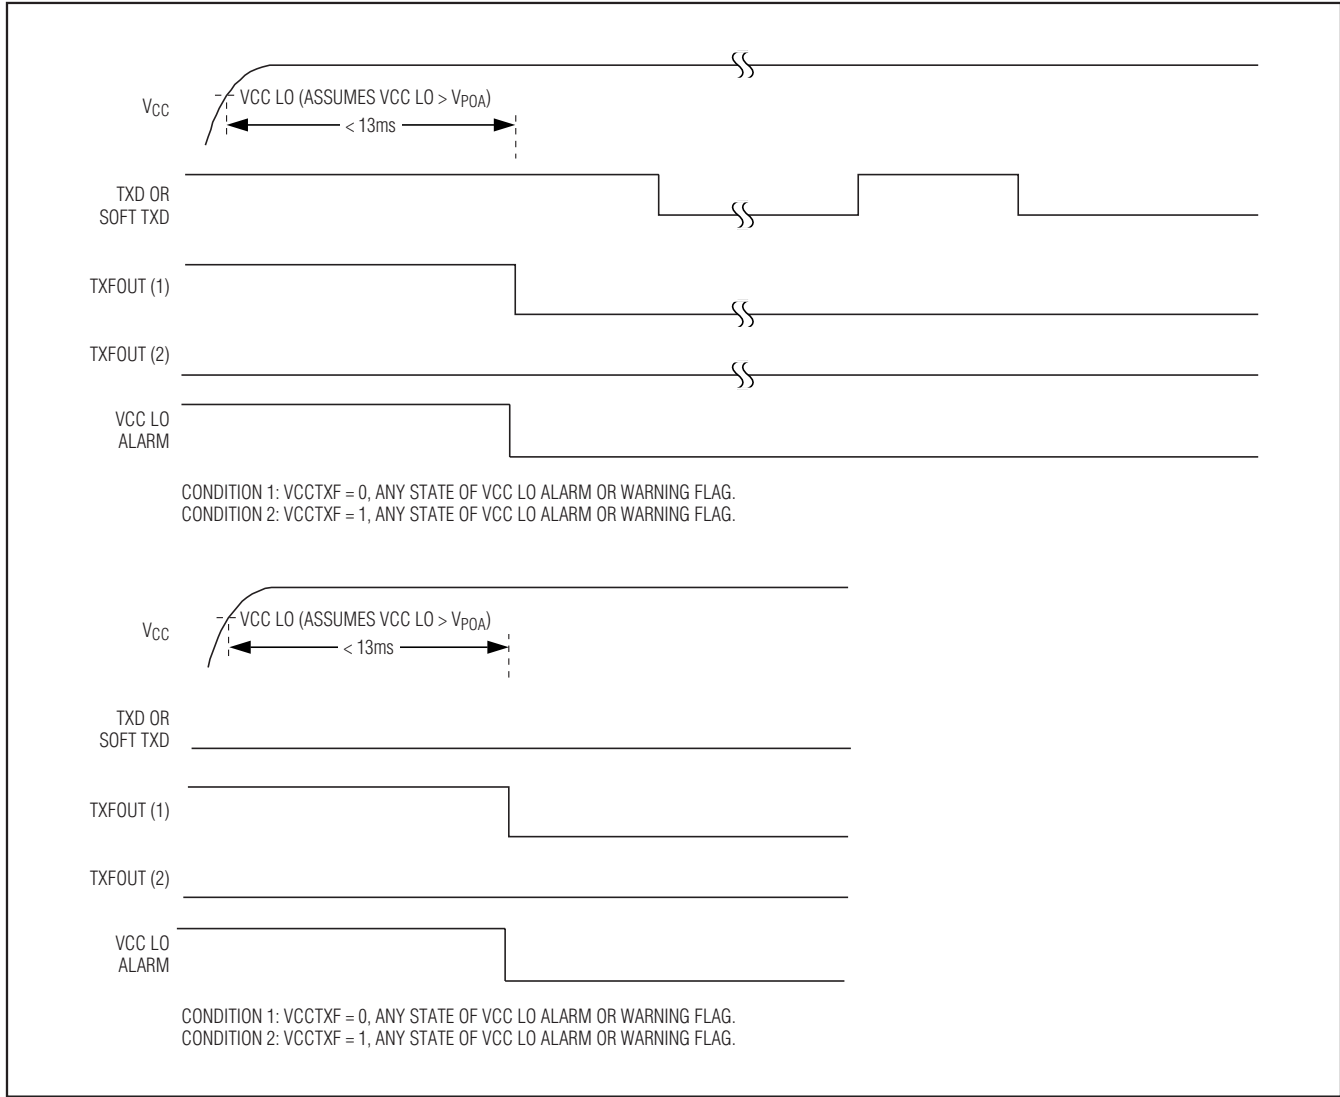 VCC
VCC LO (ASSUMES VCC LO > VPOA)
< 13ms
TXD OR
SOFT TXD
TXFOUT (1)
TXFOUT (2)
VCC LO
ALARM
CONDITION 1: VCCTXF = 0, ANY STATE OF VCC LO ALARM OR WARNING FLAG.
CONDITION 2: VCCTXF = 1, ANY STATE OF VCC LO ALARM OR WARNING FLAG.
VCC
VCC LO (ASSUMES VCC LO > VPOA)
< 13ms
TXD OR
SOFT TXD
TXFOUT (1)
TXFOUT (2)
VCC LO
ALARM
CONDITION 1: VCCTXF = 0, ANY STATE OF VCC LO ALARM OR WARNING FLAG.
CONDITION 2: VCCTXF = 1, ANY STATE OF VCC LO ALARM OR WARNING FLAG.